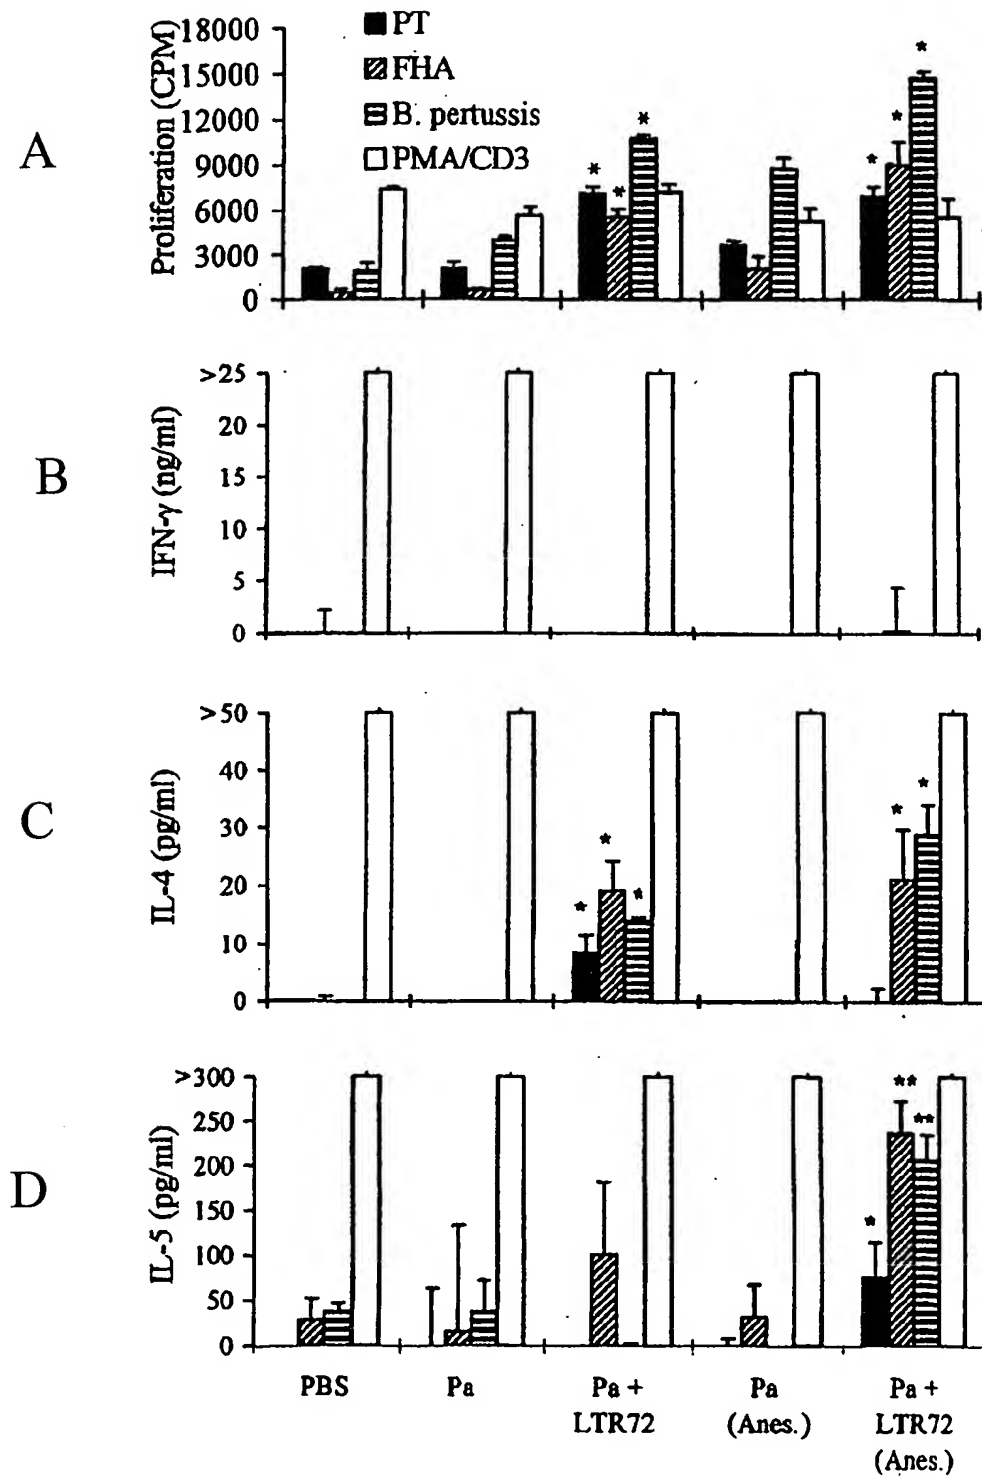 A
Proliferation (CPM)
18000
15000
12000
9000
6000
3000
0
PT
FHA
B. pertussis
PMA/CD3
* * *
* * *
B
IFN-γ (ng/ml)
>25
20
15
10
5
0
C
IL-4 (pg/ml)
>50
40
30
20
10
0
* * *
* *
D
IL-5 (pg/ml)
>300
250
200
150
100
50
0
* ** **
PBS
Pa
Pa +
LTR72
Pa
(Anes.)
Pa +
LTR72
(Anes.)